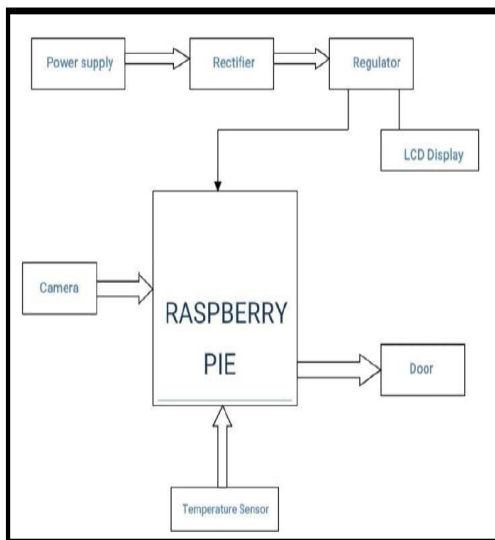 Power supply
Rectifier
Regulator
LCD Display
Camera
RASPBERRY
PIE
Door
Temperature Sensor